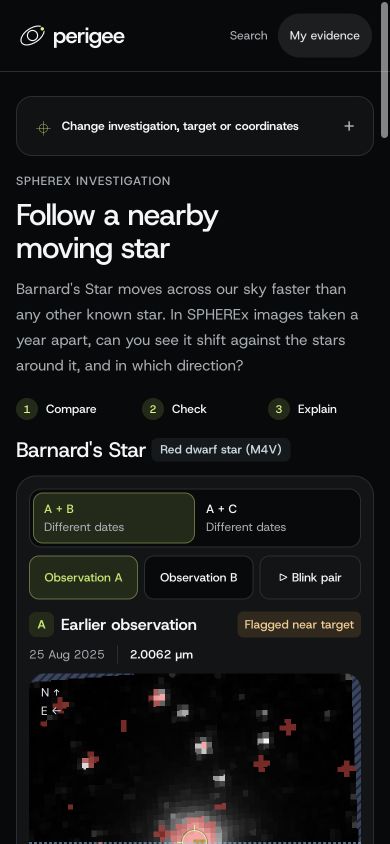 perigee
Search
My evidence
Change investigation, target or coordinates
+
SPHEREX INVESTIGATION
Follow a nearby
moving star
Barnard's Star moves across our sky faster than
any other known star. In SPHEREx images taken a
year apart, can you see it shift against the stars
around it, and in which direction?
1 Compare
2 Check
3 Explain
Barnard's Star
Red dwarf star (M4V)
A + B
Different dates
A + C
Different dates
Observation A
Observation B
Blink pair
A Earlier observation
Flagged near target
25 Aug 2025
2.0062 µm
N ↑
E ←